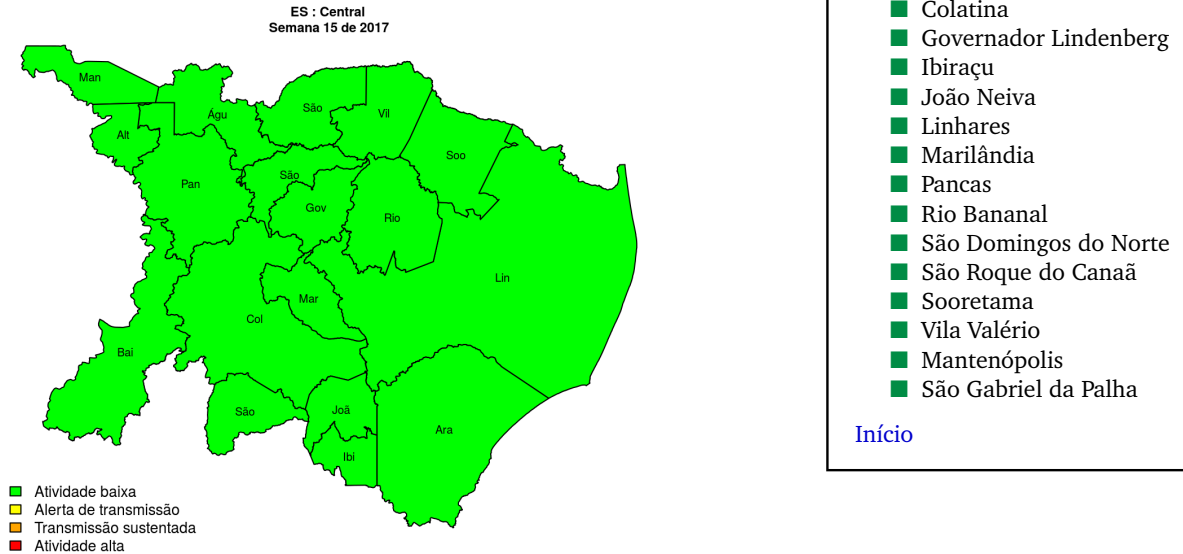 ES : Central
Semana 15 de 2017
Man
Águ
São
Vil
Alt
Soo
São
Pan
Gov
Rio
Lin
Mar
Col
Bai
São
Joã
Ara
Ibi
Atividade baixa
Alerta de transmissão
Transmissão sustentada
Atividade alta
Colatina
Governador Lindenberg
Ibiraçu
João Neiva
Linhares
Marilândia
Pancas
Rio Bananal
São Domingos do Norte
São Roque do Canaã
Sooretama
Vila Valério
Mantenópolis
São Gabriel da Palha
Início